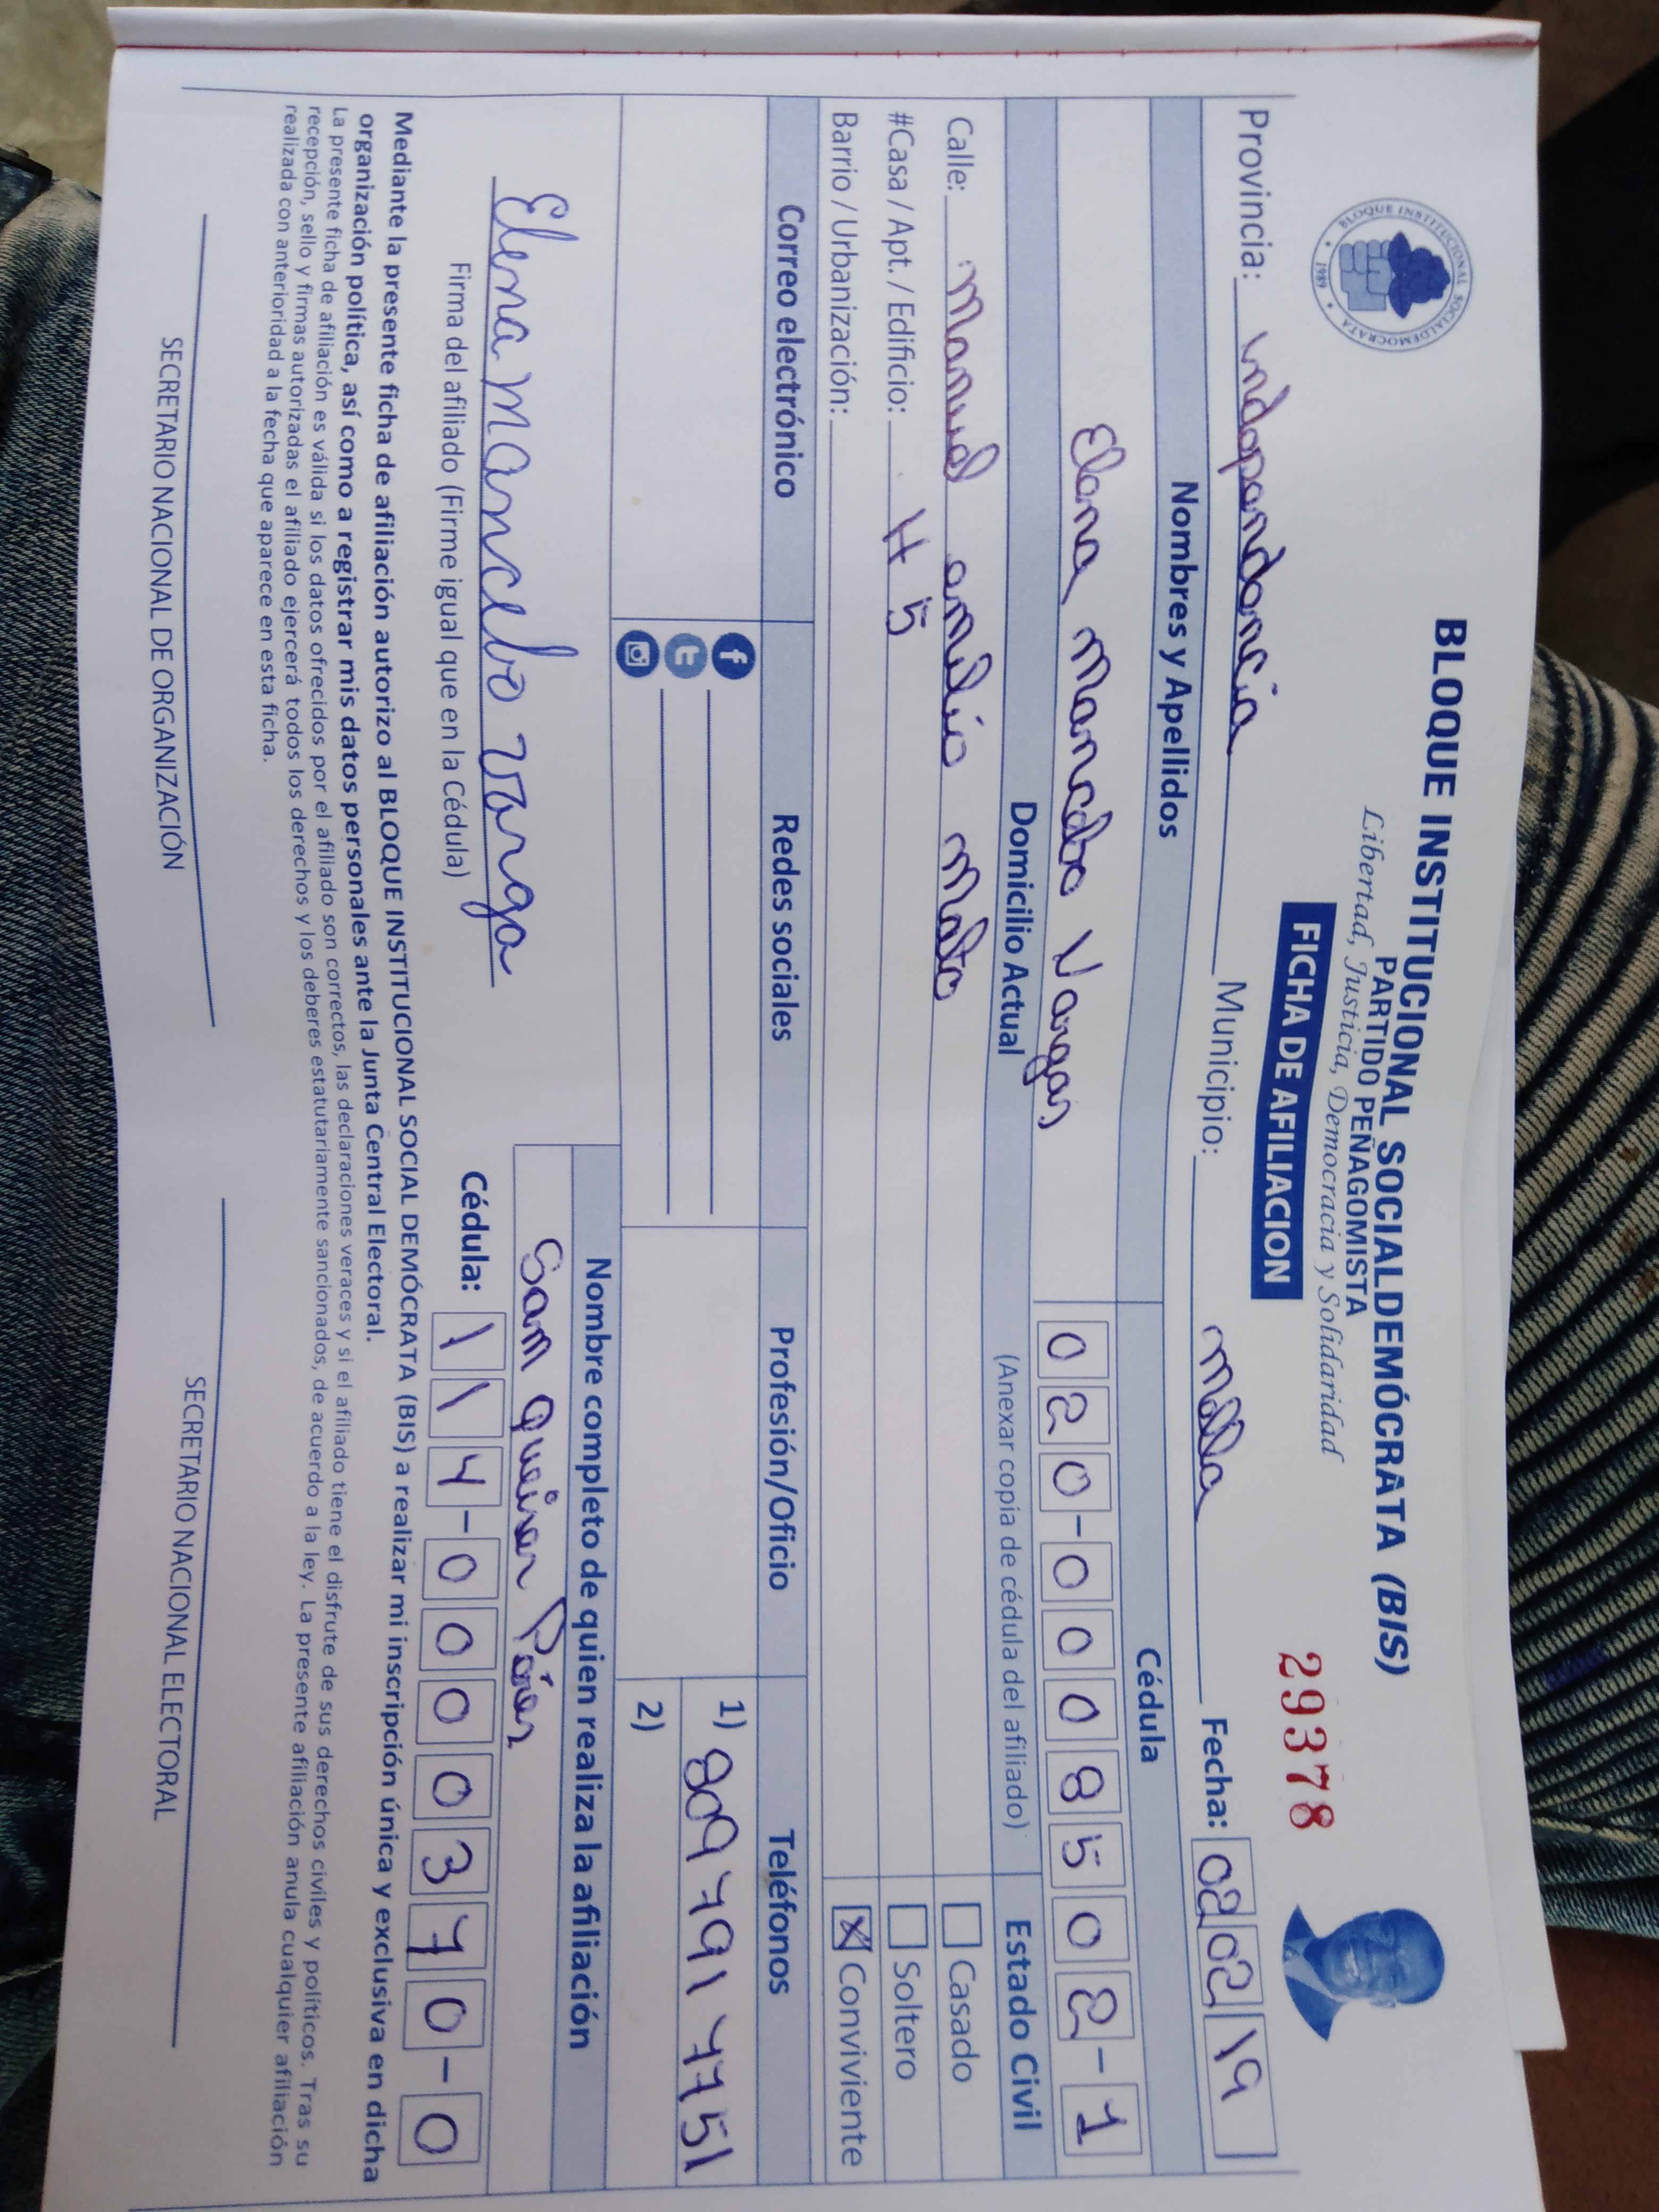 BLOQUE INSTITUCIONAL SOCIALDEMÓCRATA (BIS)
PARTIDO PEÑAGOMISTA
Libertad, Justicia, Democracia y Solidaridad
BLOQUE INSTITUCIONAL SOCIALDEMOCRATA
1989
FICHA DE AFILIACION
29378
Provincia: independencia Municipio: mella Fecha: 02 02 19
Nombres y Apellidos Cédula
Elena mancebo Vargas 020-0008502-1
Domicilio Actual (Anexar copia de cédula del afiliado) Estado Civil
Calle: manuel emilio mato Casado
#Casa / Apt. / Edificio: # 5 Soltero
Barrio / Urbanización: X Conviviente
Correo electrónico Redes sociales Profesión/Oficio Teléfonos
f 1) 809 791 7751
t 2)
Nombre completo de quien realiza la afiliación
Elena mancebo varga
Firma del afiliado (Firme igual que en la Cédula)
Cédula: 114-0000370-0
Mediante la presente ficha de afiliación autorizo al BLOQUE INSTITUCIONAL SOCIAL DEMÓCRATA (BIS) a realizar mi inscripción única y exclusiva en dicha
organización política, así como a registrar mis datos personales ante la Junta Central Electoral.
La presente ficha de afiliación es válida si los datos ofrecidos por el afiliado son correctos, las declaraciones veraces y si el afiliado tiene el disfrute de sus derechos civiles y políticos. Tras su
recepción, sello y firmas autorizadas el afiliado ejercerá todos los derechos y los deberes estatutariamente sancionados, de acuerdo a la ley. La presente afiliación anula cualquier afiliación
realizada con anterioridad a la fecha que aparece en esta ficha.
SECRETARIO NACIONAL DE ORGANIZACIÓN SECRETARIO NACIONAL ELECTORAL